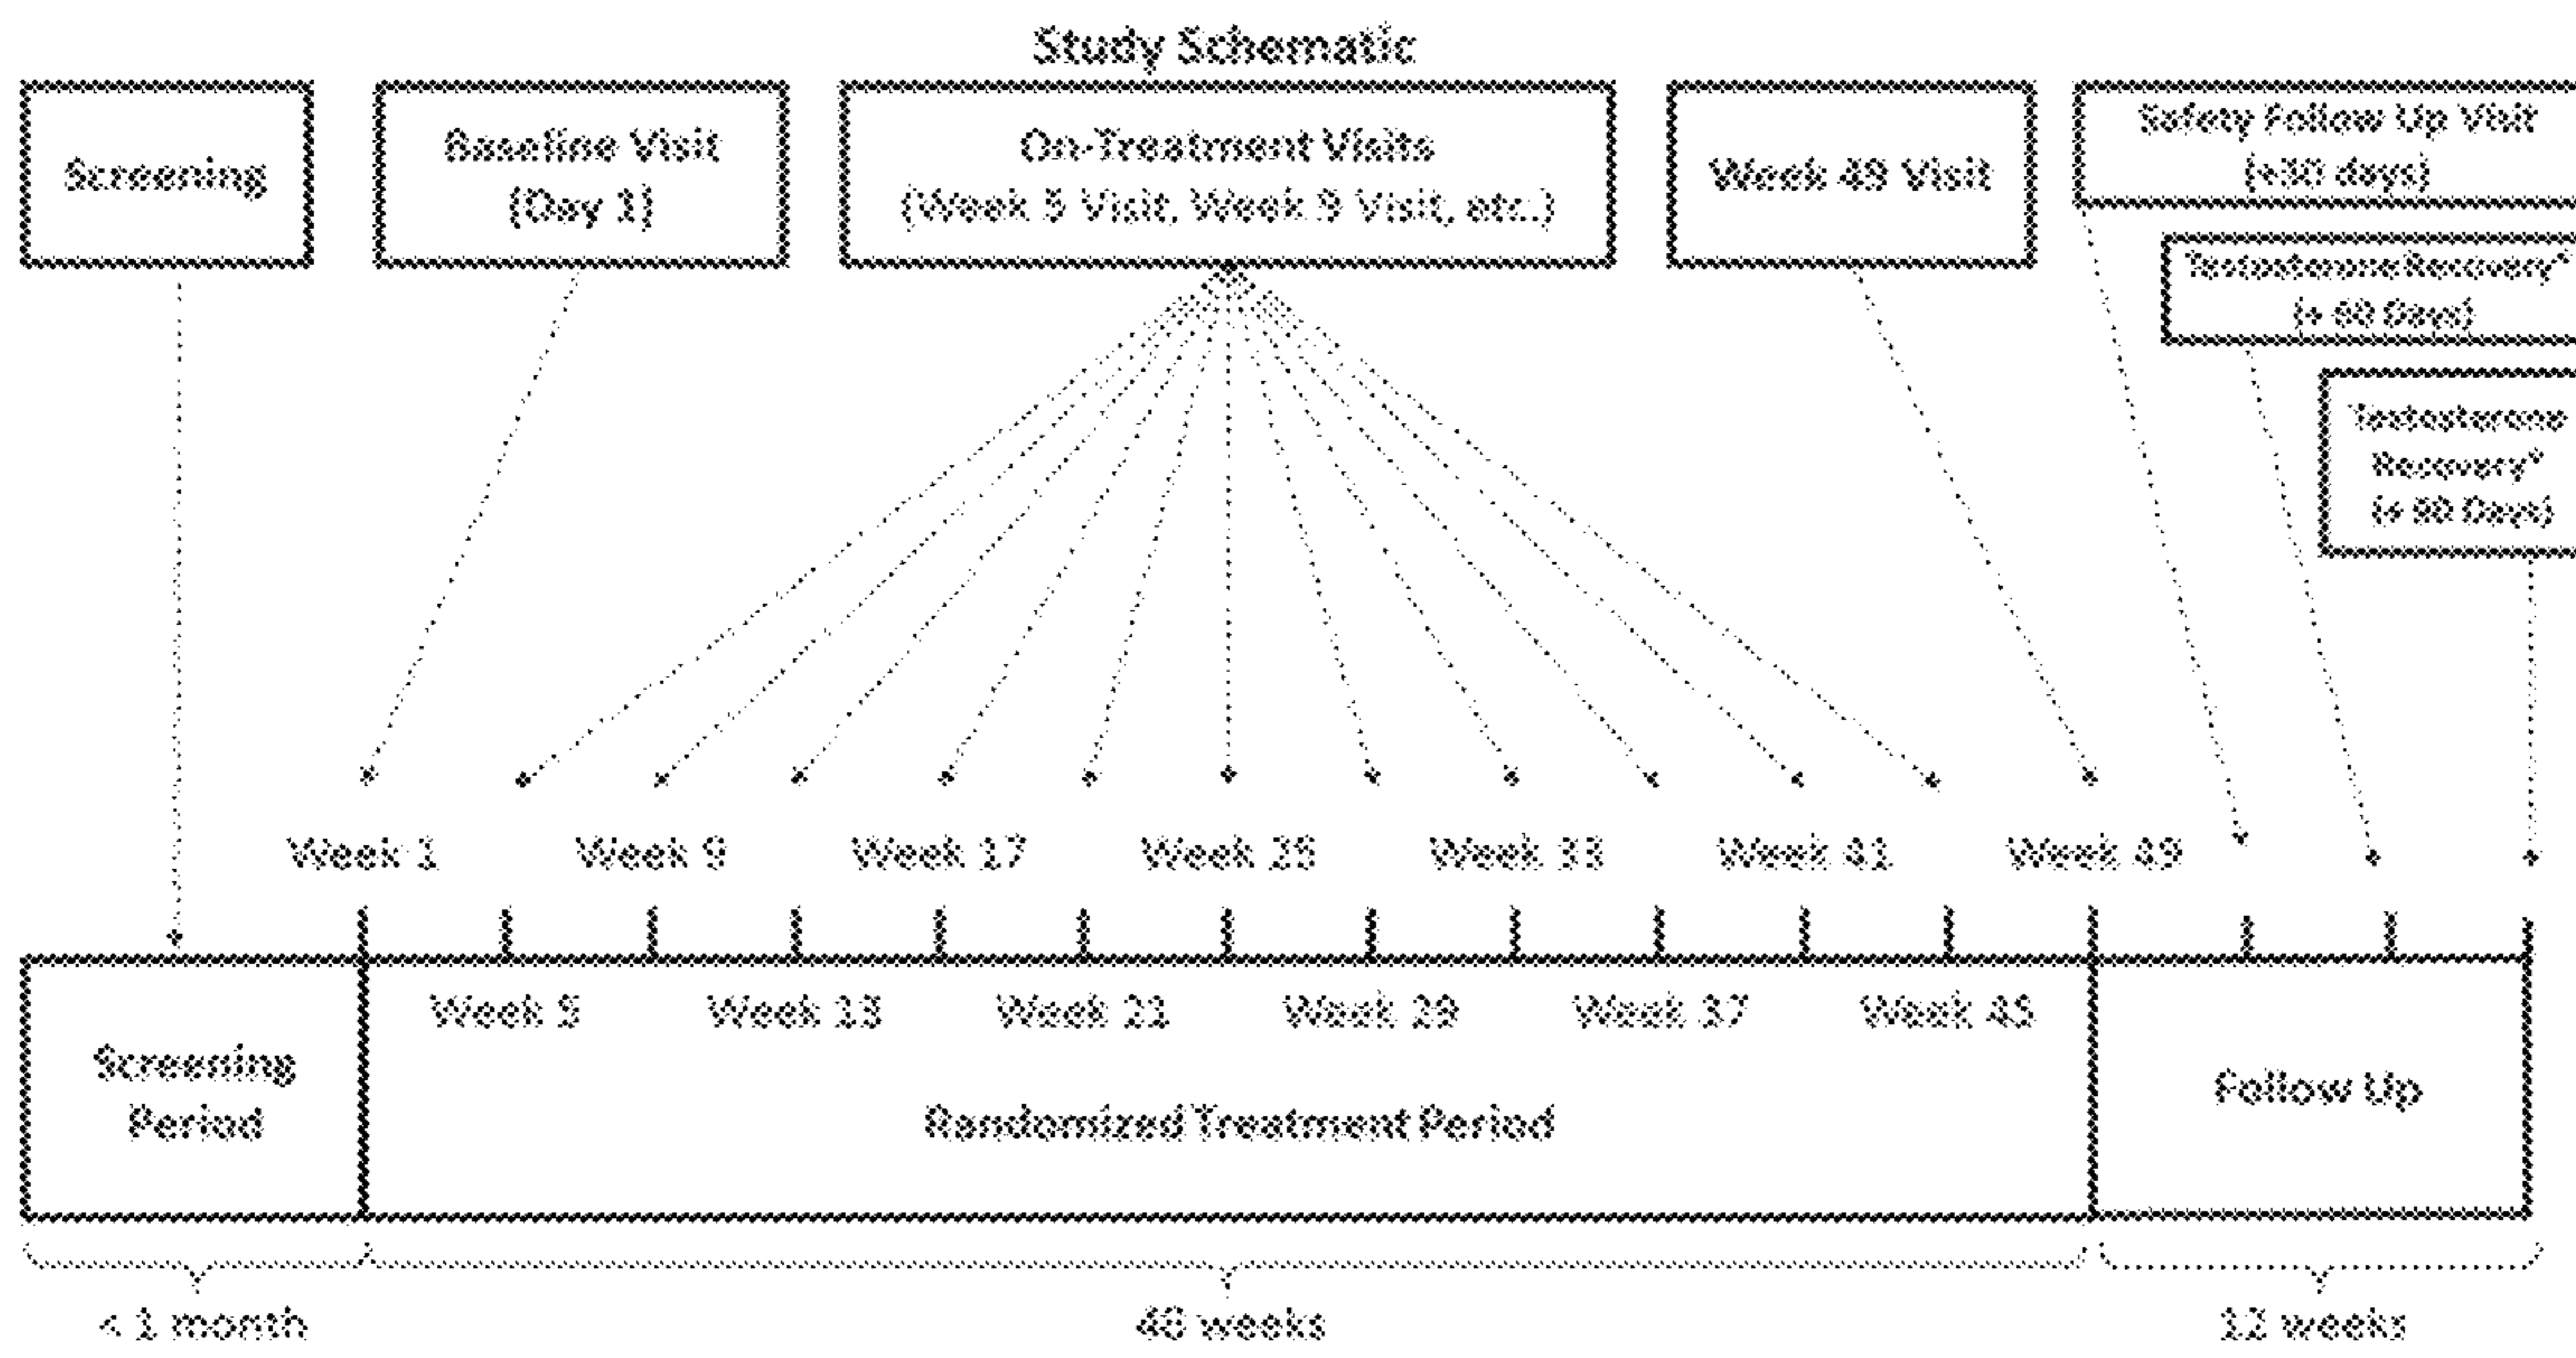 Study Schematic
Screening
Baseline Visit
(Day 1)
On-Treatment Visits
(Week 5 Visit, Week 9 Visit, etc.)
Week 49 Visit
Safety Follow Up Visit
(+30 days)
Testosterone Recovery*
(+ 60 Days)
Testosterone
Recovery*
(+ 90 Days)
Week 1
Week 9
Week 17
Week 25
Week 33
Week 41
Week 49
Week 5
Week 13
Week 21
Week 29
Week 37
Week 45
Screening
Period
Randomized Treatment Period
Follow Up
< 1 month
48 weeks
12 weeks